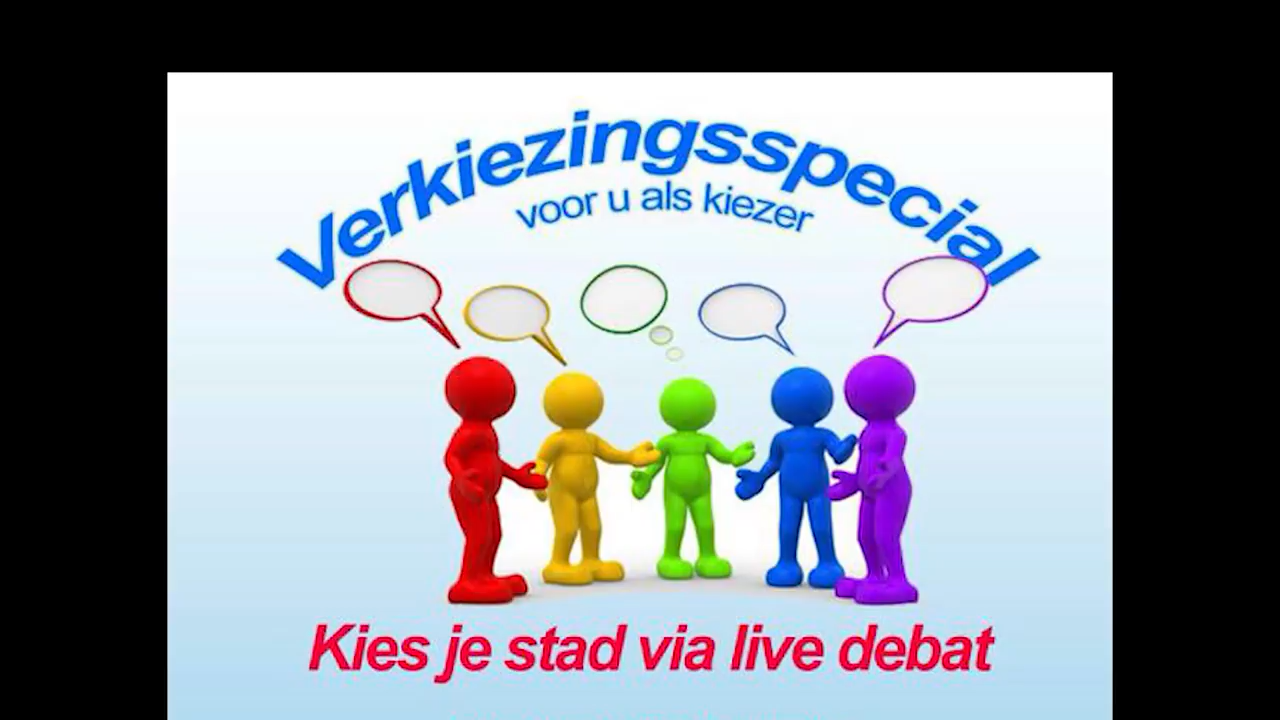 Verkiezingsspecial
voor u als kiezer
Kies je stad via live debat